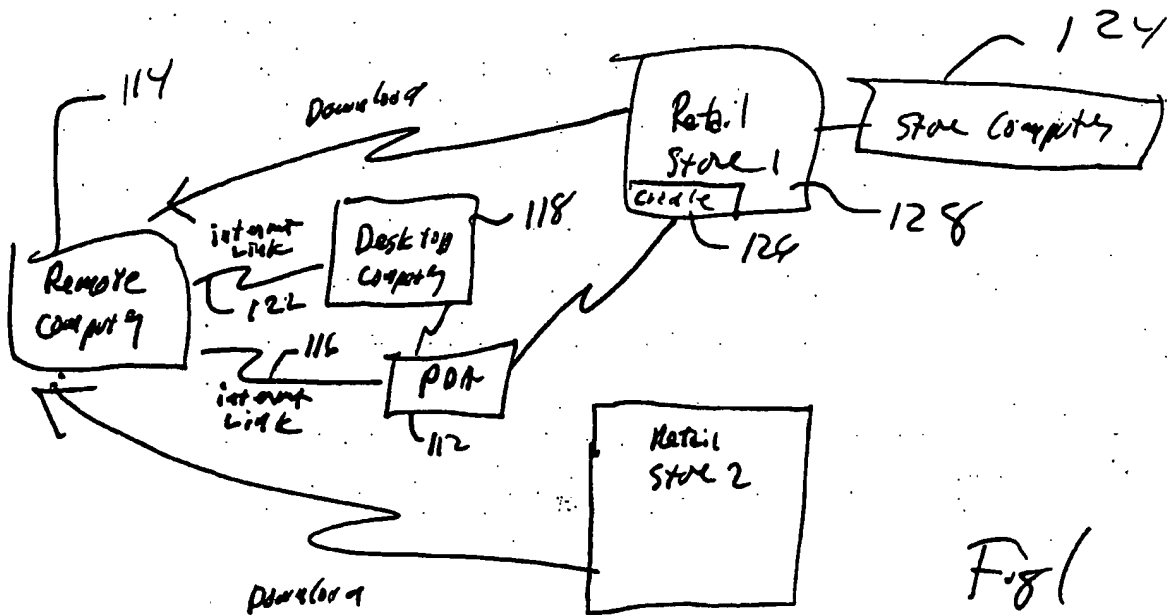 124
114
Download
Retail
Store 1
Store Computer
cradle
128
126
internet
Link
Desktop
Computer
118
Remote
Computer
122
116
PDA
internet
Link
112
Retail
Store 2
Download
Fig 1